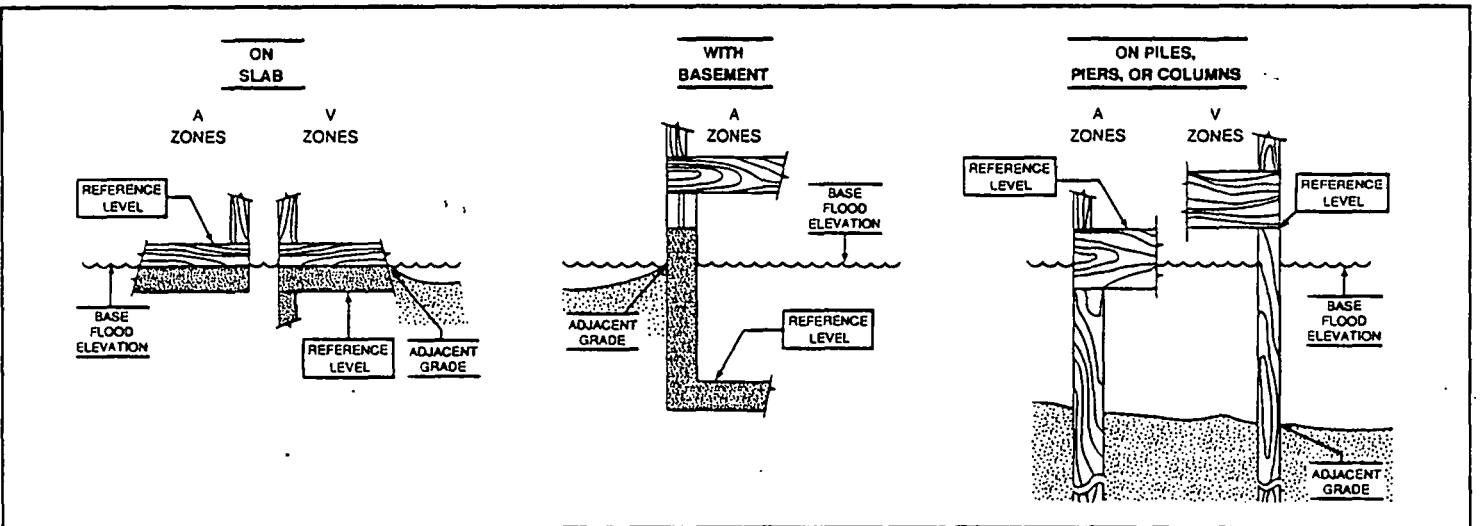 ON
SLAB
A
ZONES
V
ZONES
REFERENCE
LEVEL
BASE
FLOOD
ELEVATION
REFERENCE
LEVEL
ADJACENT
GRADE
WITH
BASEMENT
A
ZONES
BASE
FLOOD
ELEVATION
ADJACENT
GRADE
REFERENCE
LEVEL
ON PILES,
PIERS, OR COLUMNS
A
ZONES
V
ZONES
REFERENCE
LEVEL
REFERENCE
LEVEL
BASE
FLOOD
ELEVATION
ADJACENT
GRADE